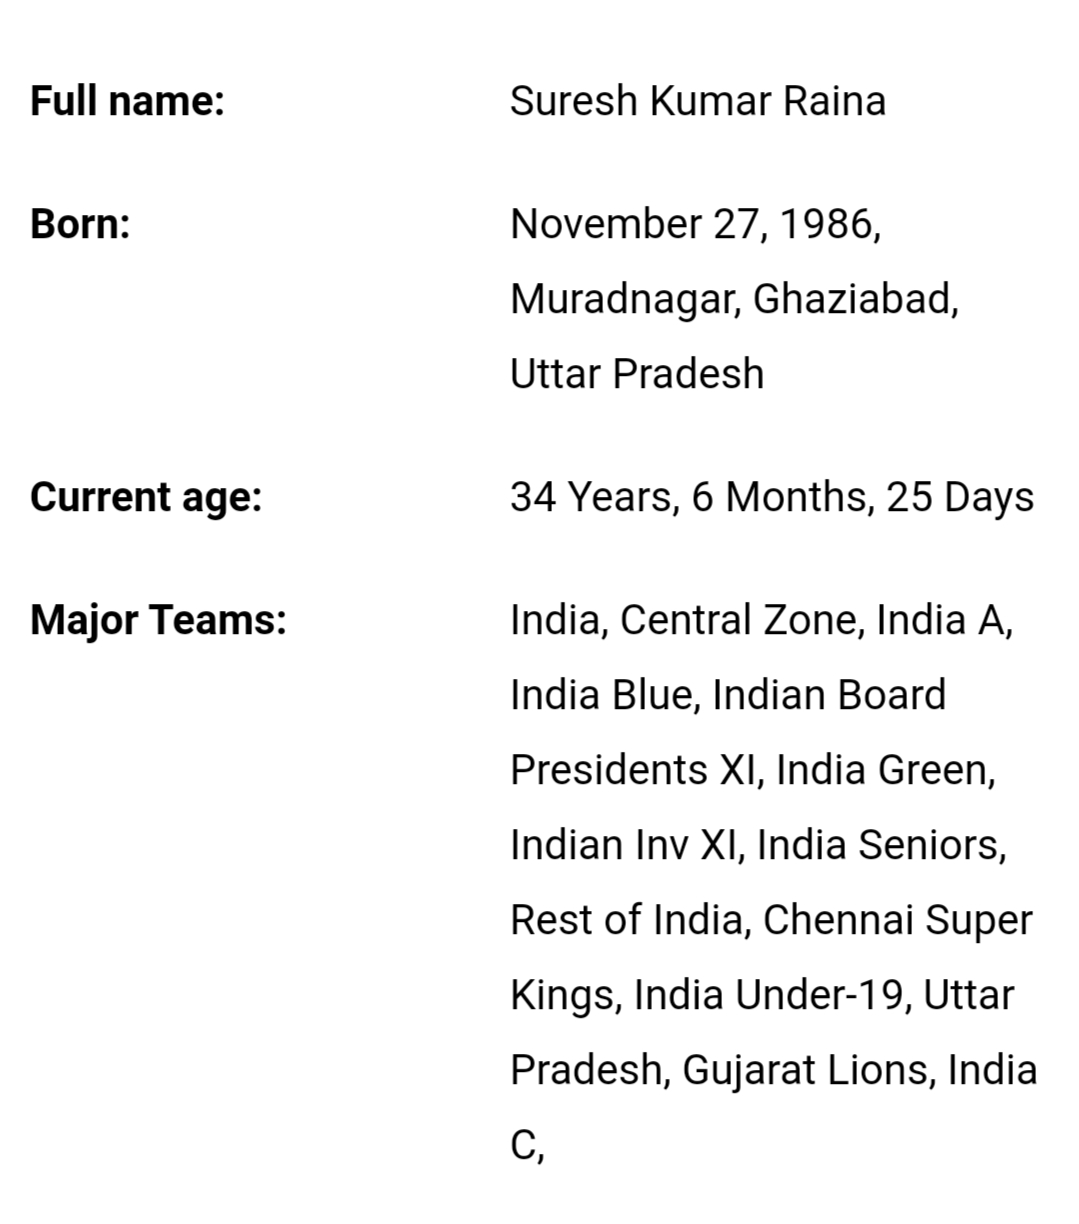 Full name: Suresh Kumar Raina
Born: November 27, 1986,
Muradnagar, Ghaziabad,
Uttar Pradesh
Current age: 34 Years, 6 Months, 25 Days
Major Teams: India, Central Zone, India A,
India Blue, Indian Board
Presidents XI, India Green,
Indian Inv XI, India Seniors,
Rest of India, Chennai Super
Kings, India Under-19, Uttar
Pradesh, Gujarat Lions, India
C,